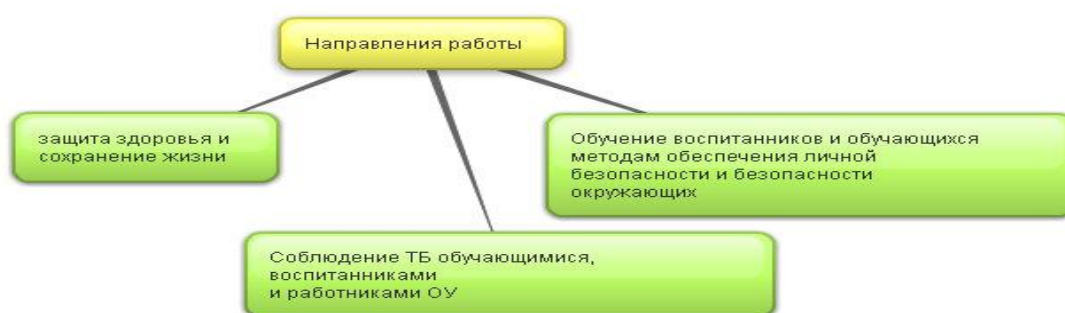 Направления работы
защита здоровья и
сохранение жизни
Обучение воспитанников и обучающихся
методам обеспечения личной
безопасности и безопасности
окружающих
Соблюдение ТБ обучающимися,
воспитанниками
и работниками ОУ